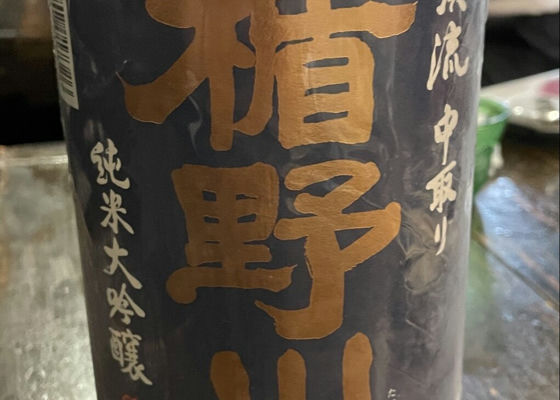 流 中取り
楯野川
純米大吟醸